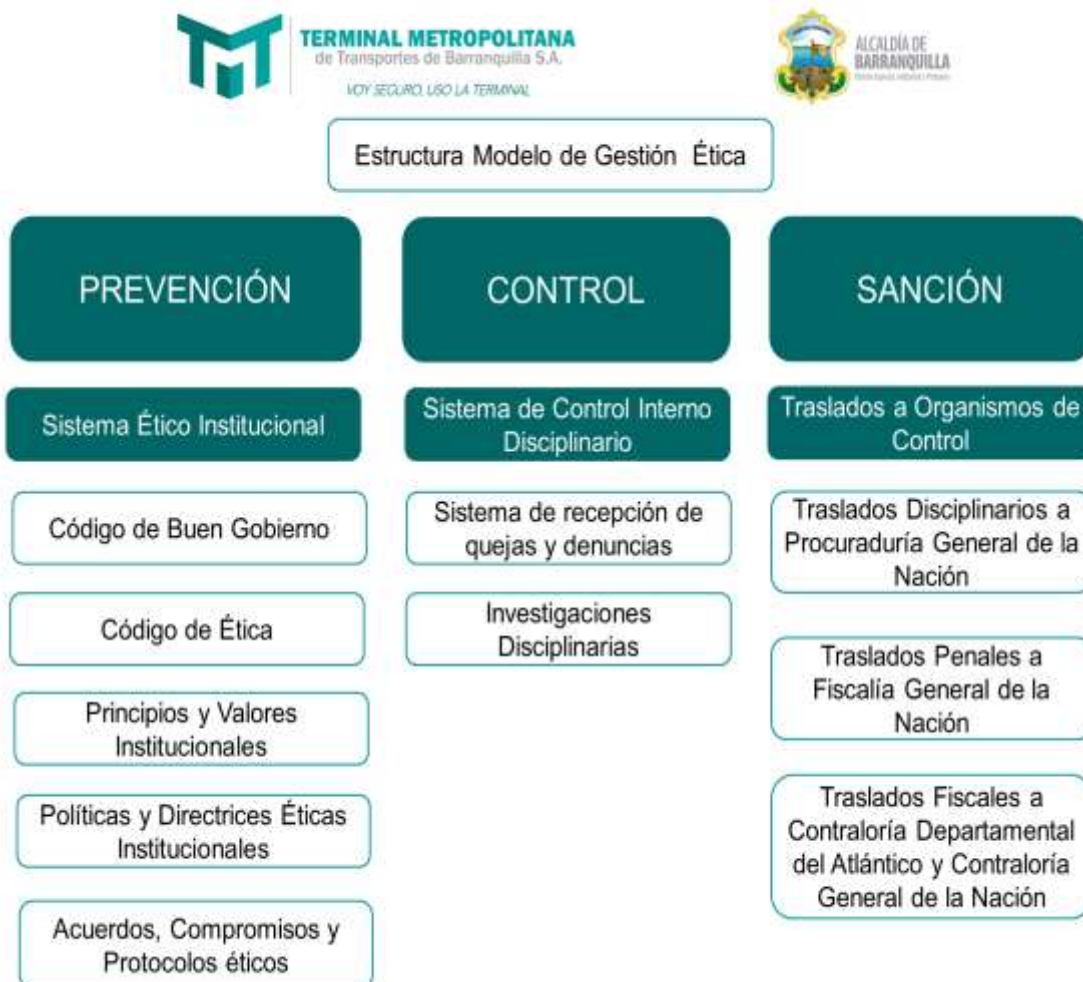 TERMINAL METROPOLITANA
de Transportes de Barranquilla S.A.
VOY SEGURO, USO LA TERMINAL
ALCALDÍA DE
BARRANQUILLA
Estructura Modelo de Gestión Ética
PREVENCIÓN
Sistema Ético Institucional
Código de Buen Gobierno
Código de Ética
Principios y Valores
Institucionales
Políticas y Directrices Éticas
Institucionales
Acuerdos, Compromisos y
Protocolos éticos
CONTROL
Sistema de Control Interno
Disciplinario
Sistema de recepción de
quejas y denuncias
Investigaciones
Disciplinarias
SANCIÓN
Traslados a Organismos de
Control
Traslados Disciplinarios a
Procuraduría General de la
Nación
Traslados Penales a
Fiscalía General de la
Nación
Traslados Fiscales a
Contraloría Departamental
del Atlántico y Contraloría
General de la Nación